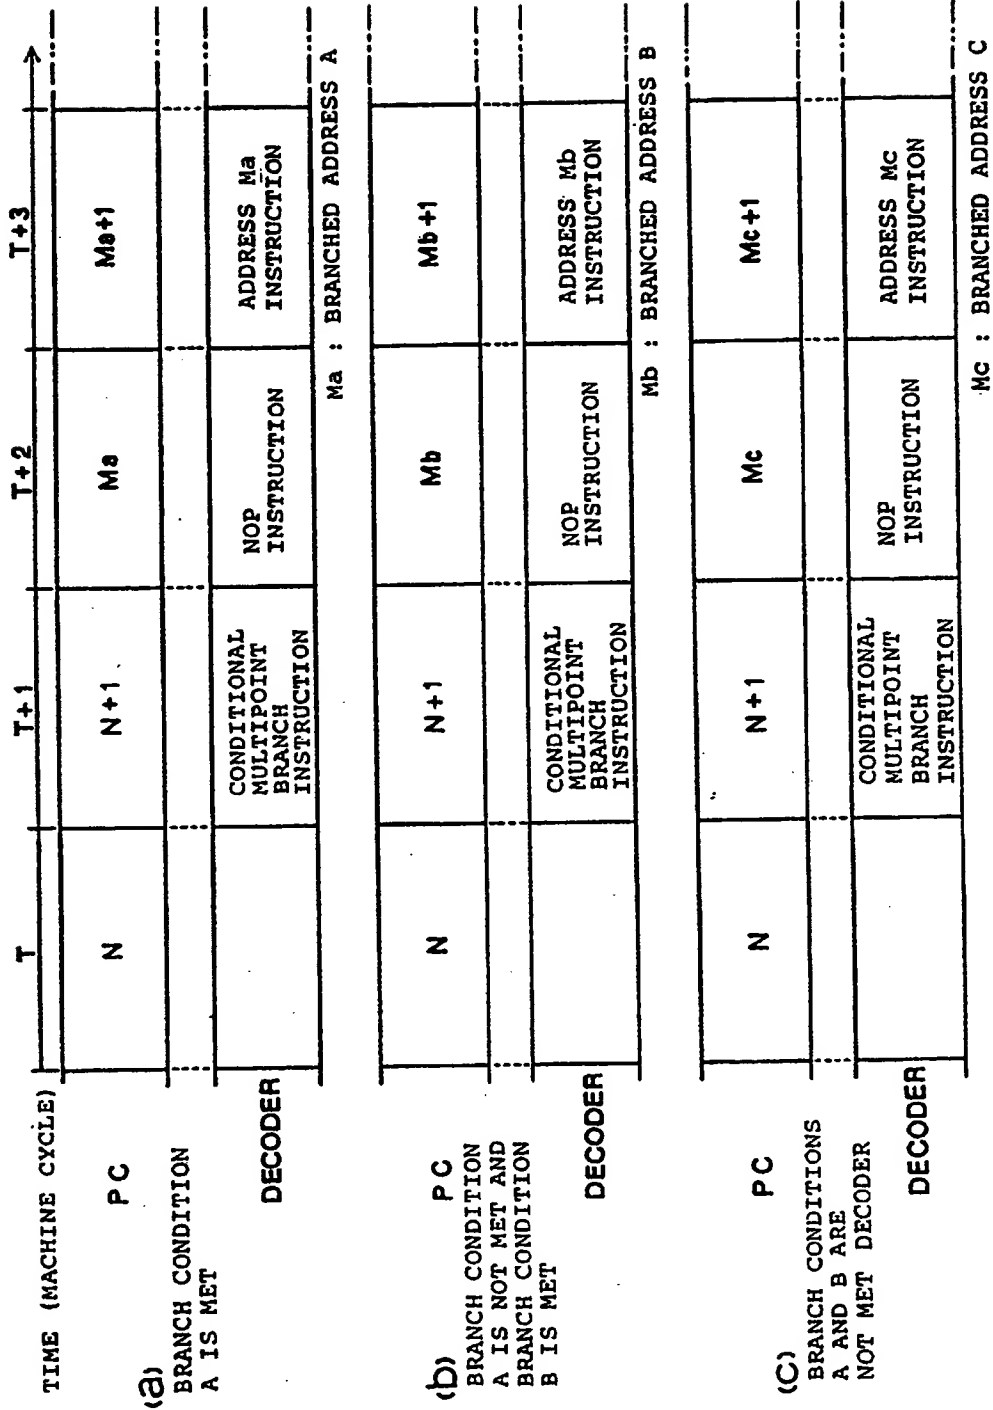 TIME (MACHINE CYCLE)
T
T+1
T+2
T+3
(a)
BRANCH CONDITION
A IS MET
PC
N
N+1
Ma
Ma+1
DECODER
CONDITIONAL
MULTIPOINT
BRANCH
INSTRUCTION
NOP
INSTRUCTION
ADDRESS Ma
INSTRUCTION
Ma : BRANCHED ADDRESS A
(b)
BRANCH CONDITION
A IS NOT MET AND
BRANCH CONDITION
B IS MET
PC
N
N+1
Mb
Mb+1
DECODER
CONDITIONAL
MULTIPOINT
BRANCH
INSTRUCTION
NOP
INSTRUCTION
ADDRESS Mb
INSTRUCTION
Mb : BRANCHED ADDRESS B
(C)
BRANCH CONDITIONS
A AND B ARE
NOT MET DECODER
PC
N
N+1
Mc
Mc+1
DECODER
CONDITIONAL
MULTIPOINT
BRANCH
INSTRUCTION
NOP
INSTRUCTION
ADDRESS Mc
INSTRUCTION
Mc : BRANCHED ADDRESS C